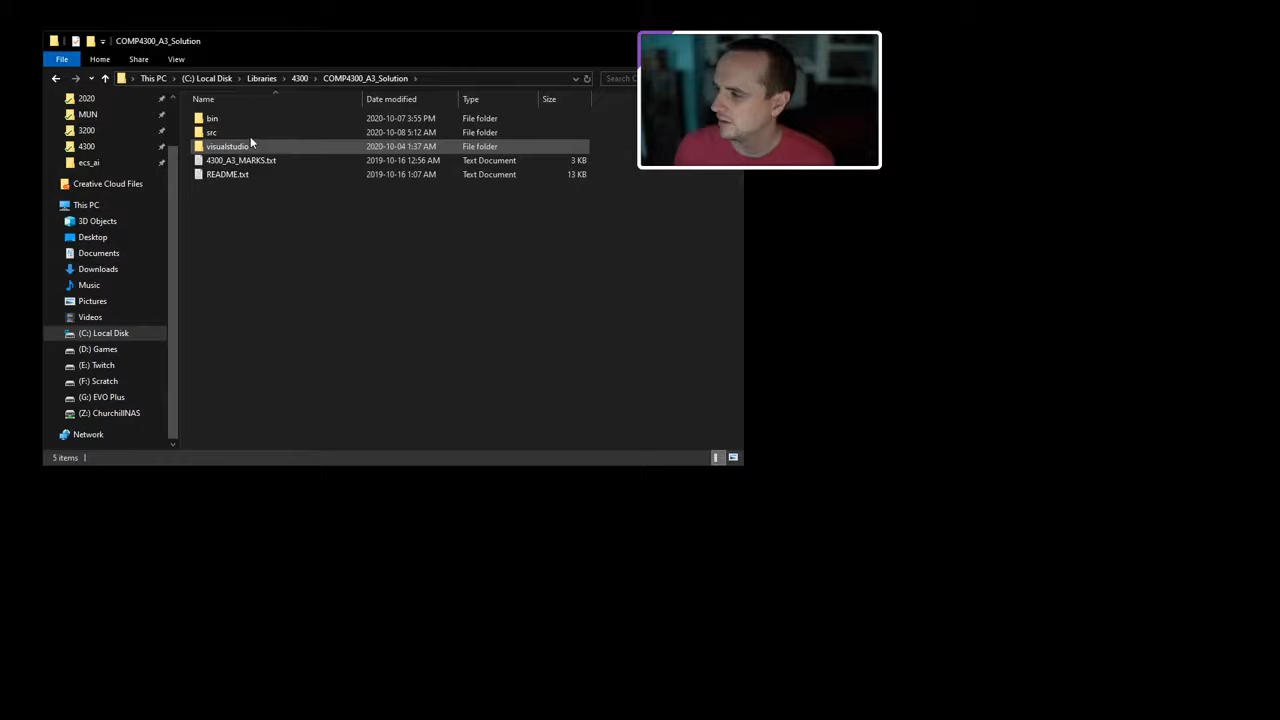 COMP4300_A3_Solution
File Home Share View
This PC (C:) Local Disk Libraries 4300 COMP4300_A3_Solution Search C
Name Date modified Type Size
2020
MUN
3200
4300
ecs_ai
Creative Cloud Files
This PC
3D Objects
Desktop
Documents
Downloads
Music
Pictures
Videos
(C:) Local Disk
(D:) Games
(E:) Twitch
(F:) Scratch
(G:) EVO Plus
(Z:) ChurchillNAS
Network
bin 2020-10-07 3:55 PM File folder
src 2020-10-08 5:12 AM File folder
visualstudio 2020-10-04 1:37 AM File folder
4300_A3_MARKS.txt 2019-10-16 12:56 AM Text Document 3 KB
README.txt 2019-10-16 1:07 AM Text Document 13 KB
5 items